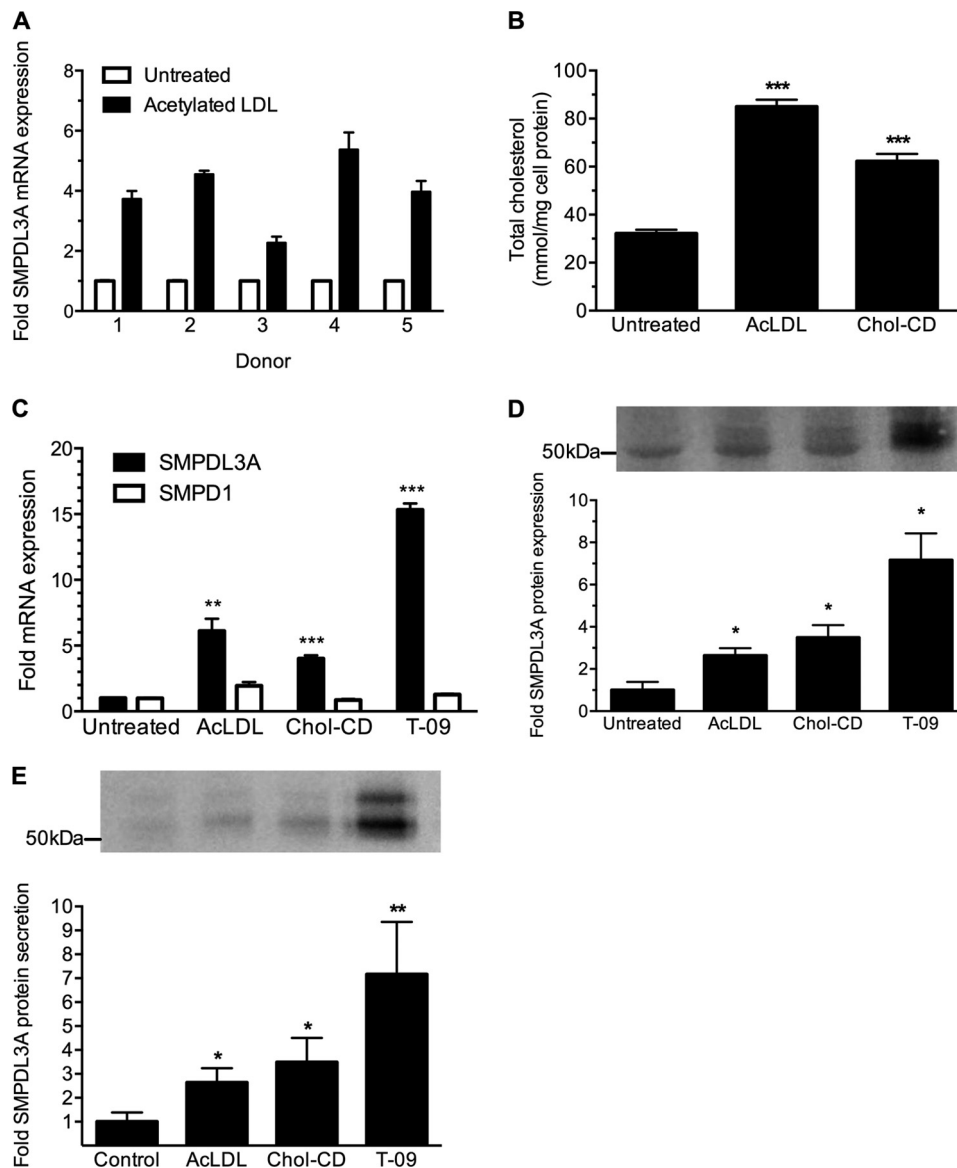 A
Fold SMPDL3A mRNA expression
8
6
4
2
0
Untreated
Acetylated LDL
1 2 3 4 5
Donor
B
Total cholesterol
(mmol/mg cell protein)
100
80
60
40
20
0
***
***
Untreated AcLDL Chol-CD
C
Fold mRNA expression
20
15
10
5
0
SMPDL3A
SMPD1
**
***
***
Untreated AcLDL Chol-CD T-09
D
50kDa
Fold SMPDL3A protein expression
10
8
6
4
2
0
*
*
*
Untreated AcLDL Chol-CD T-09
E
50kDa
Fold SMPDL3A protein secretion
10
9
8
7
6
5
4
3
2
1
*
*
**
Control AcLDL Chol-CD T-09